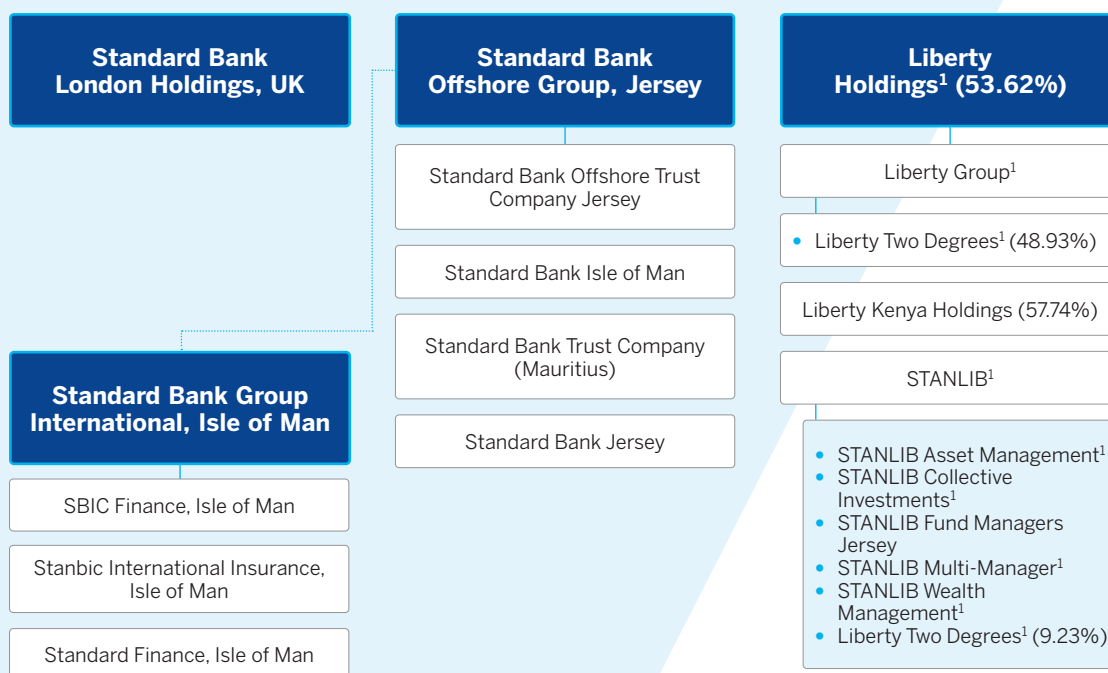 Standard Bank
London Holdings, UK
Standard Bank Group
International, Isle of Man
SBIC Finance, Isle of Man
Stanbic International Insurance,
Isle of Man
Standard Finance, Isle of Man
Standard Bank
Offshore Group, Jersey
Standard Bank Offshore Trust
Company Jersey
Standard Bank Isle of Man
Standard Bank Trust Company
(Mauritius)
Standard Bank Jersey
Liberty
Holdings¹ (53.62%)
Liberty Group¹
• Liberty Two Degrees¹ (48.93%)
Liberty Kenya Holdings (57.74%)
STANLIB¹
• STANLIB Asset Management¹
• STANLIB Collective
Investments¹
• STANLIB Fund Managers
Jersey
• STANLIB Multi-Manager¹
• STANLIB Wealth
Management¹
• Liberty Two Degrees¹ (9.23%)